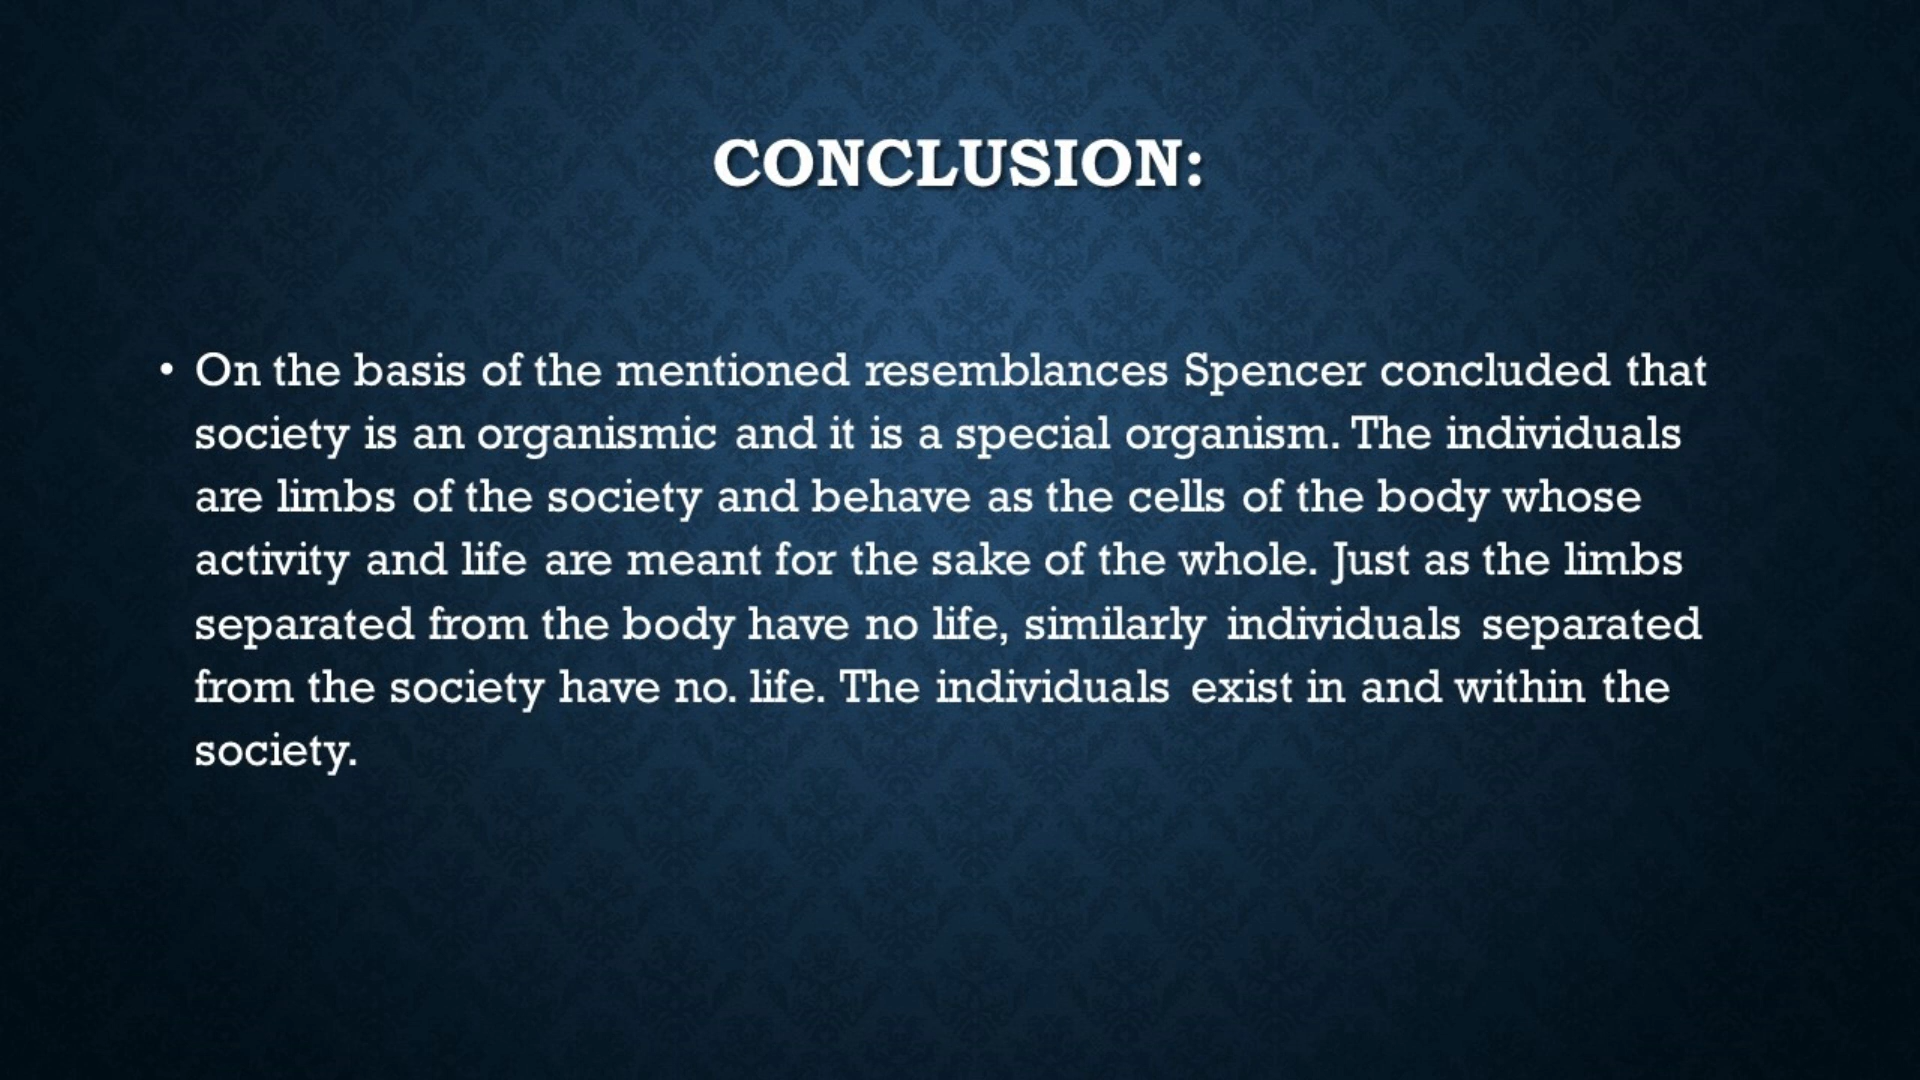 CONCLUSION:
• On the basis of the mentioned resemblances Spencer concluded that
society is an organismic and it is a special organism. The individuals
are limbs of the society and behave as the cells of the body whose
activity and life are meant for the sake of the whole. Just as the limbs
separated from the body have no life, similarly individuals separated
from the society have no. life. The individuals exist in and within the
society.